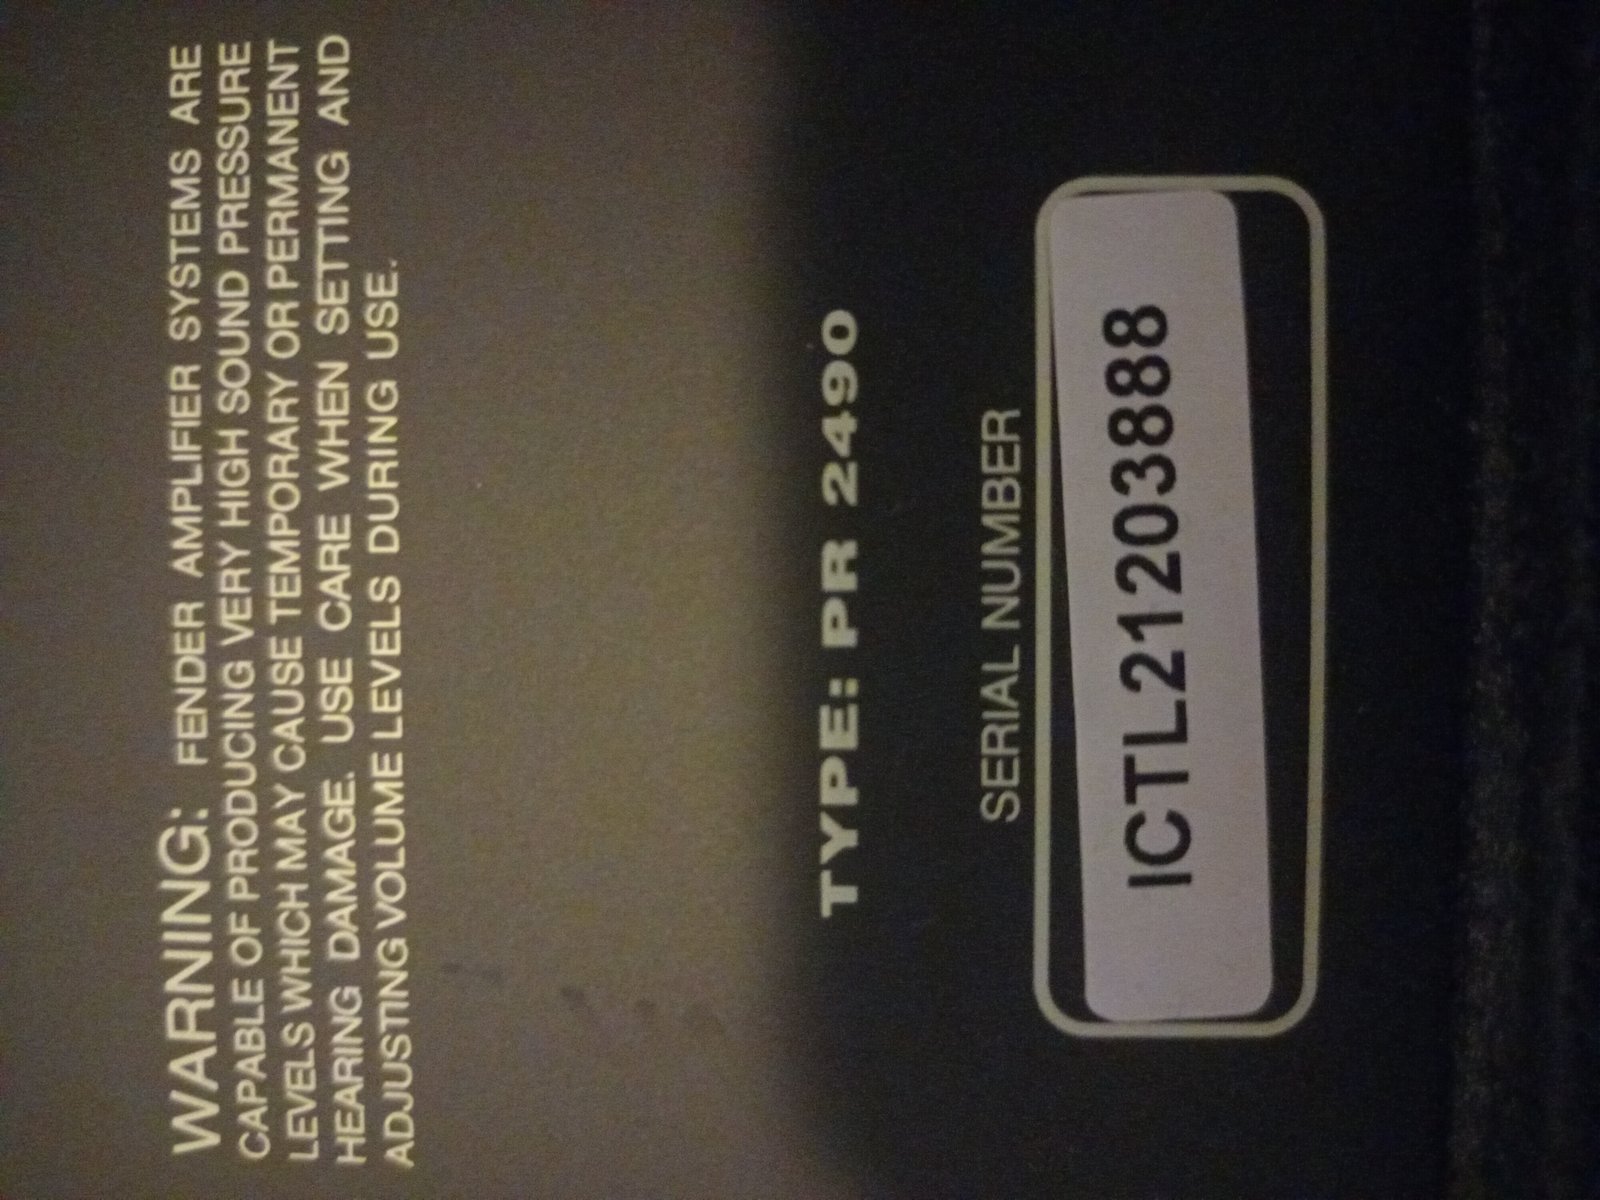 WARNING: FENDER AMPLIFIER SYSTEMS ARE
CAPABLE OF PRODUCING VERY HIGH SOUND PRESSURE
LEVELS WHICH MAY CAUSE TEMPORARY OR PERMANENT
HEARING DAMAGE. USE CARE WHEN SETTING AND
ADJUSTING VOLUME LEVELS DURING USE.
TYPE: PR 2490
SERIAL NUMBER
ICTL21203888